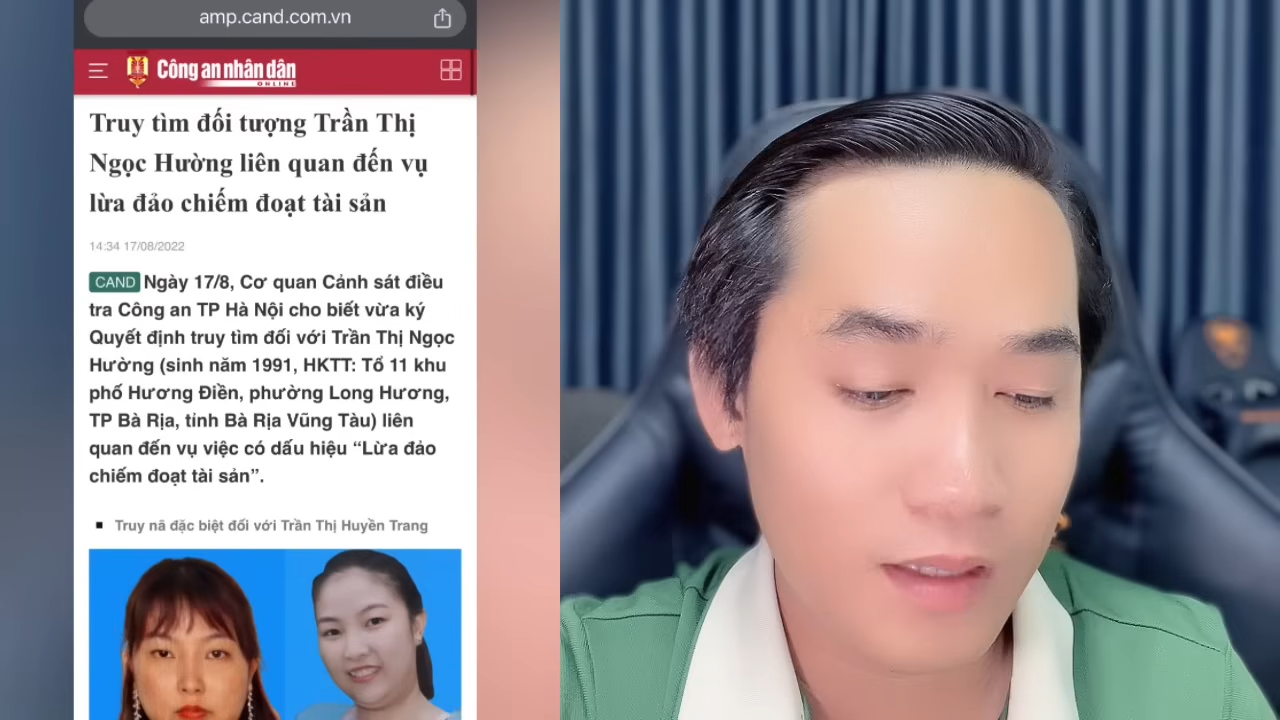 amp.cand.com.vn
Công an nhân dân
ONLINE
Truy tìm đối tượng Trần Thị
Ngọc Hường liên quan đến vụ
lừa đảo chiếm đoạt tài sản
14:34 17/08/2022
CAND Ngày 17/8, Cơ quan Cảnh sát điều
tra Công an TP Hà Nội cho biết vừa ký
Quyết định truy tìm đối với Trần Thị Ngọc
Hường (sinh năm 1991, HKTT: Tổ 11 khu
phố Hương Điền, phường Long Hương,
TP Bà Rịa, tỉnh Bà Rịa Vũng Tàu) liên
quan đến vụ việc có dấu hiệu “Lừa đảo
chiếm đoạt tài sản”.
Truy nã đặc biệt đối với Trần Thị Huyền Trang